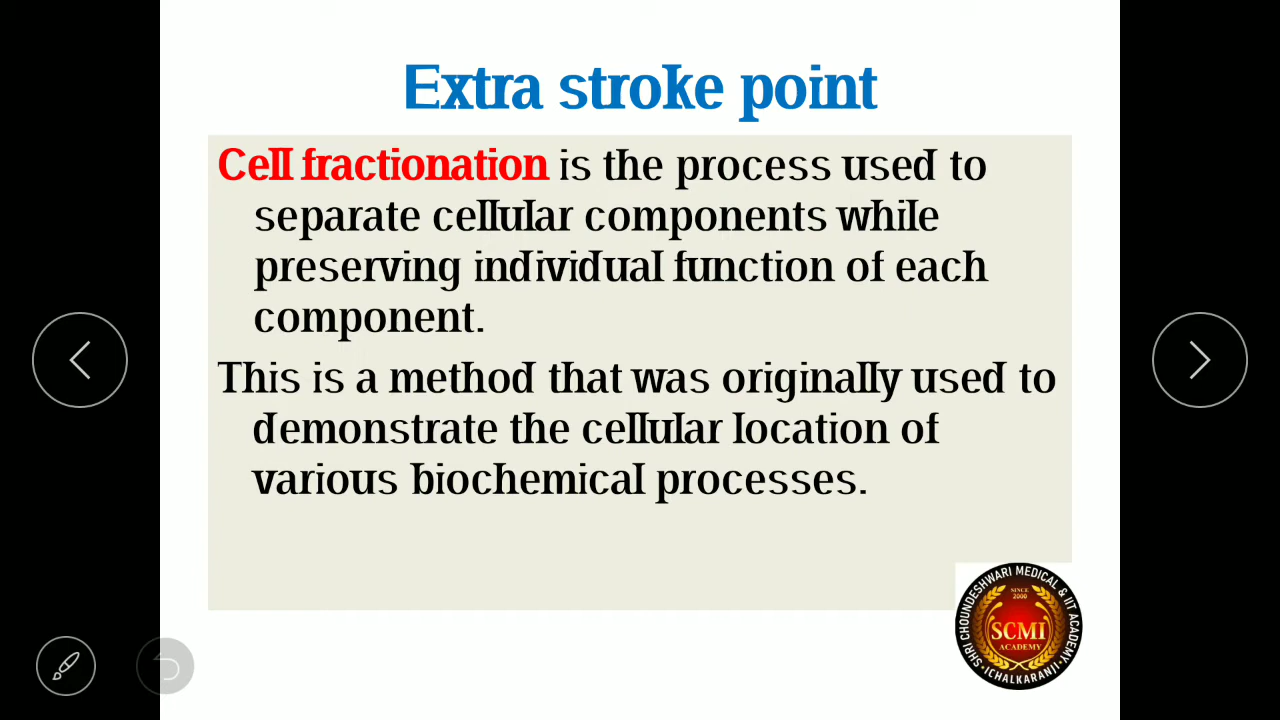 Extra stroke point
Cell fractionation is the process used to
separate cellular components while
preserving individual function of each
component.
This is a method that was originally used to
demonstrate the cellular location of
various biochemical processes.
SHRI CHOUNDESHWARI MEDICAL & IIT ACADEMY
SINCE
2000
SCMI
ACADEMY
ICHALKARANJI